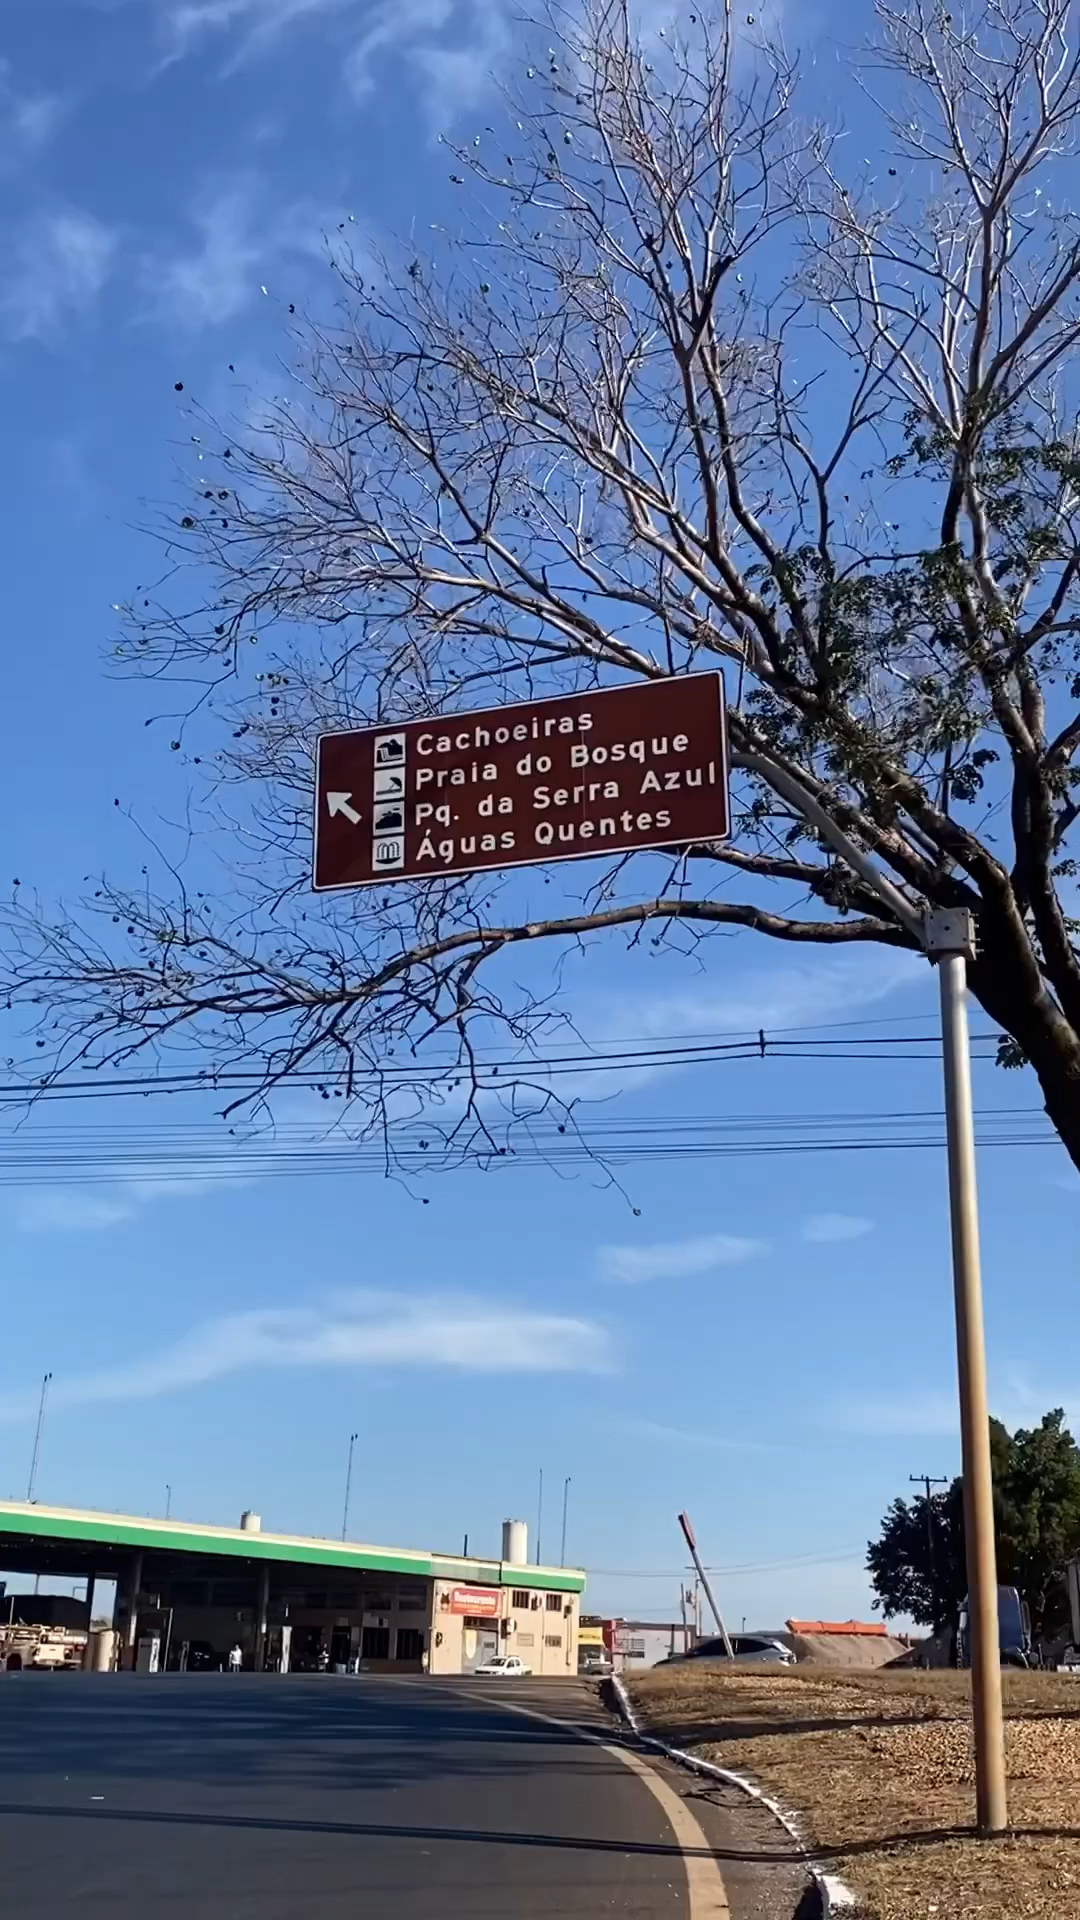 Cachoeiras
Praia do Bosque
Pq. da Serra Azul
Águas Quentes